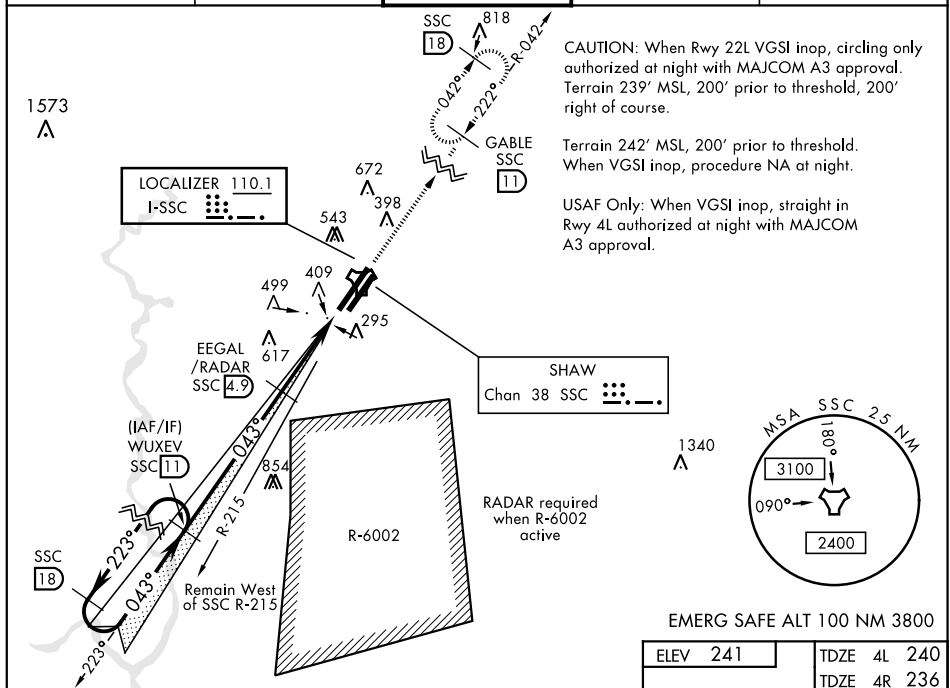 SSC
18
818
R-042
042°
222°
GABLE
SSC
11
CAUTION: When Rwy 22L VGSI inop, circling only
authorized at night with MAJCOM A3 approval.
Terrain 239' MSL, 200' prior to threshold, 200'
right of course.
Terrain 242' MSL, 200' prior to threshold.
When VGSI inop, procedure NA at night.
USAF Only: When VGSI inop, straight in
Rwy 4L authorized at night with MAJCOM
A3 approval.
1573
LOCALIZER 110.1
I-SSC
672
398
543
409
499
295
617
EEGAL
/RADAR
SSC 4.9
SHAW
Chan 38 SSC
043°
(IAF/IF)
WUXEV
SSC 11
854
R-215
R-6002
RADAR required
when R-6002
active
1340
MSA SSC 25 NM
180°
3100
090°
2400
223°
043°
SSC
18
Remain West
of SSC R-215
223°
EMERG SAFE ALT 100 NM 3800
ELEV 241
TDZE 4L 240
TDZE 4R 236